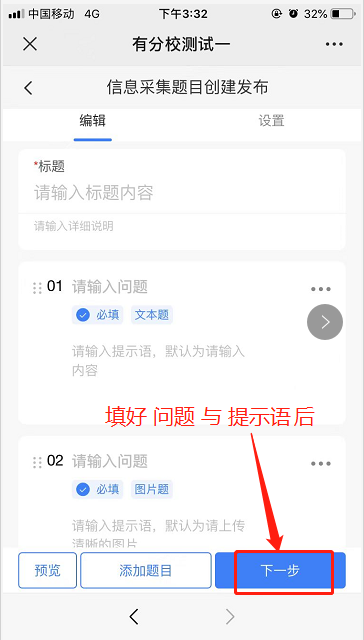 中国移动 4G 下午3:32 32%
有分校测试一
信息采集题目创建发布
编辑 设置
*标题
请输入标题内容
请输入详细说明
01 请输入问题
必填 文本题
请输入提示语，默认为请输入
内容
填好 问题 与 提示语后
02 请输入问题
必填 图片题
请输入提示语，默认为请上传
清晰的图片
预览 添加题目 下一步